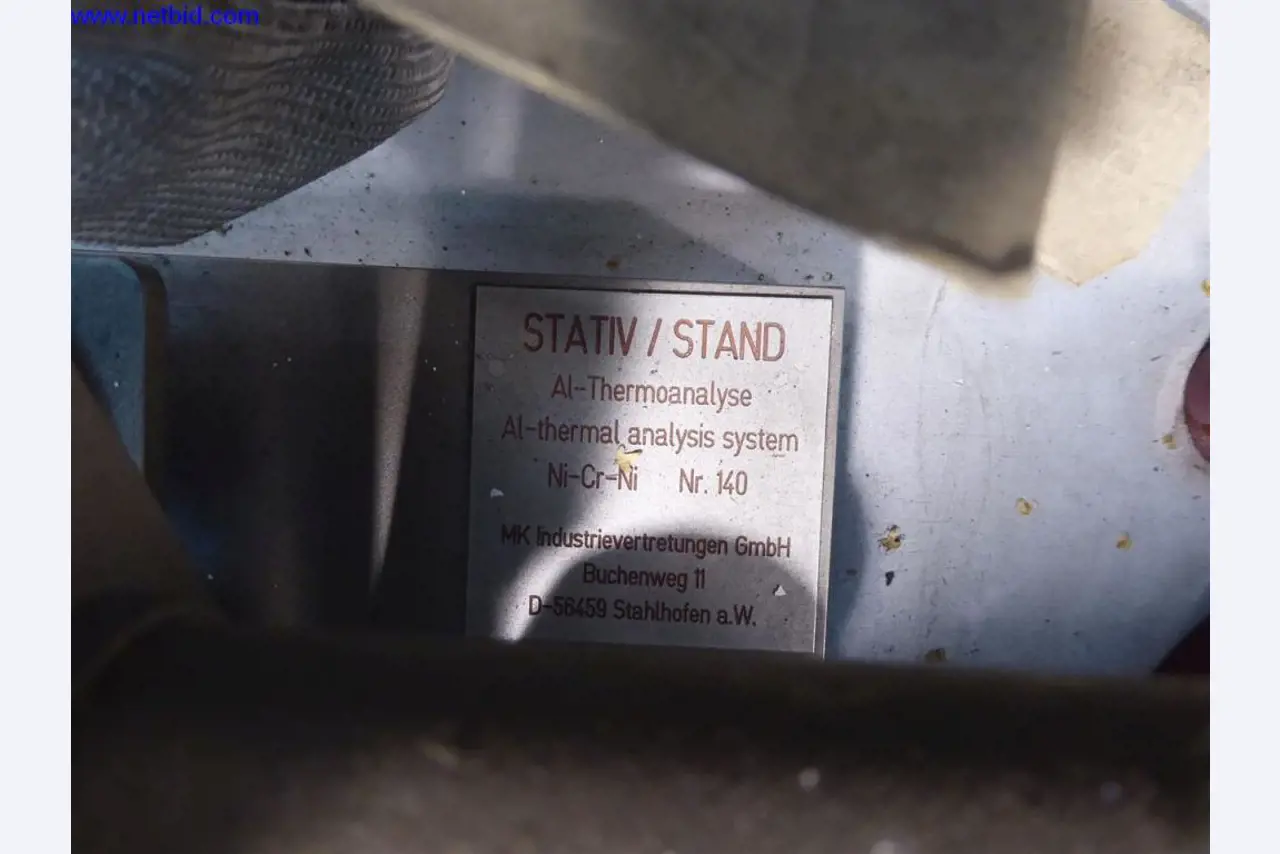 www.netbid.com
STATIV / STAND
Al-Thermoanalyse
Al-thermal analysis system
Ni-Cr-Ni Nr. 140
MK Industrievertretungen GmbH
Buchenweg 11
D-56459 Stahlhofen a.W.